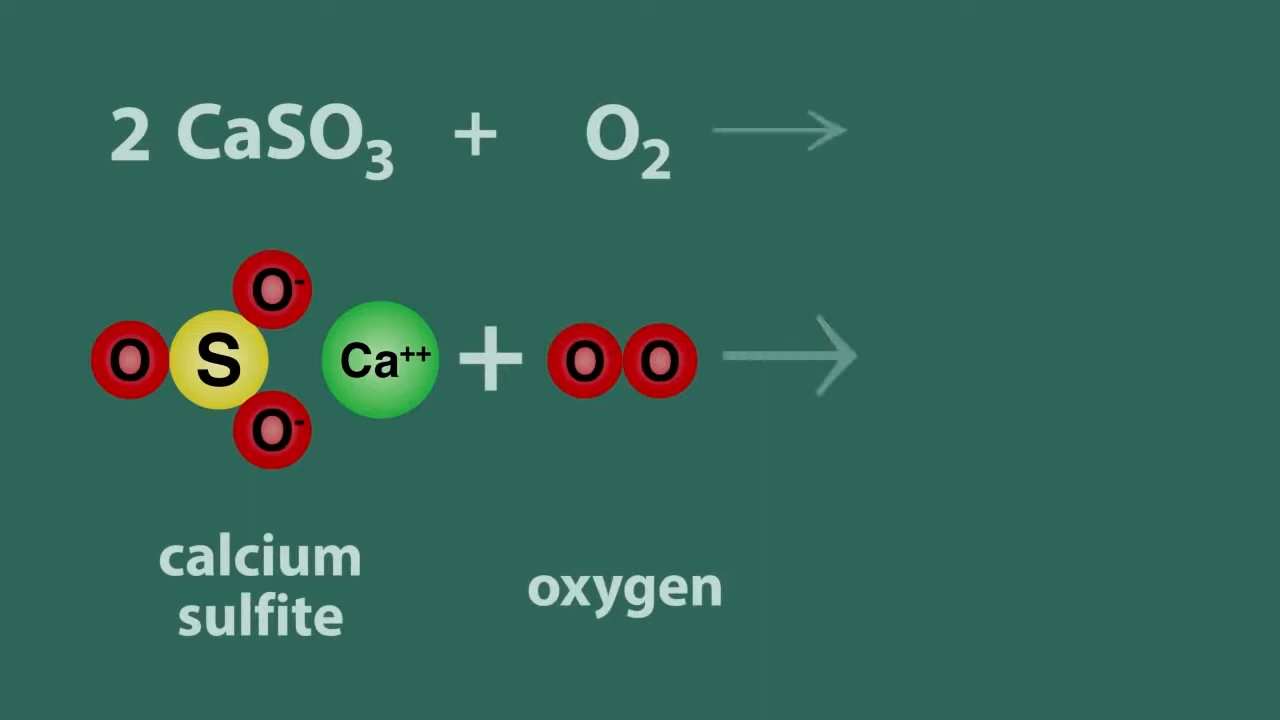 2 CaSO₃ + O₂ →
O⁻
O S Ca⁺⁺ + O O →
O⁻
calcium
sulfite
oxygen